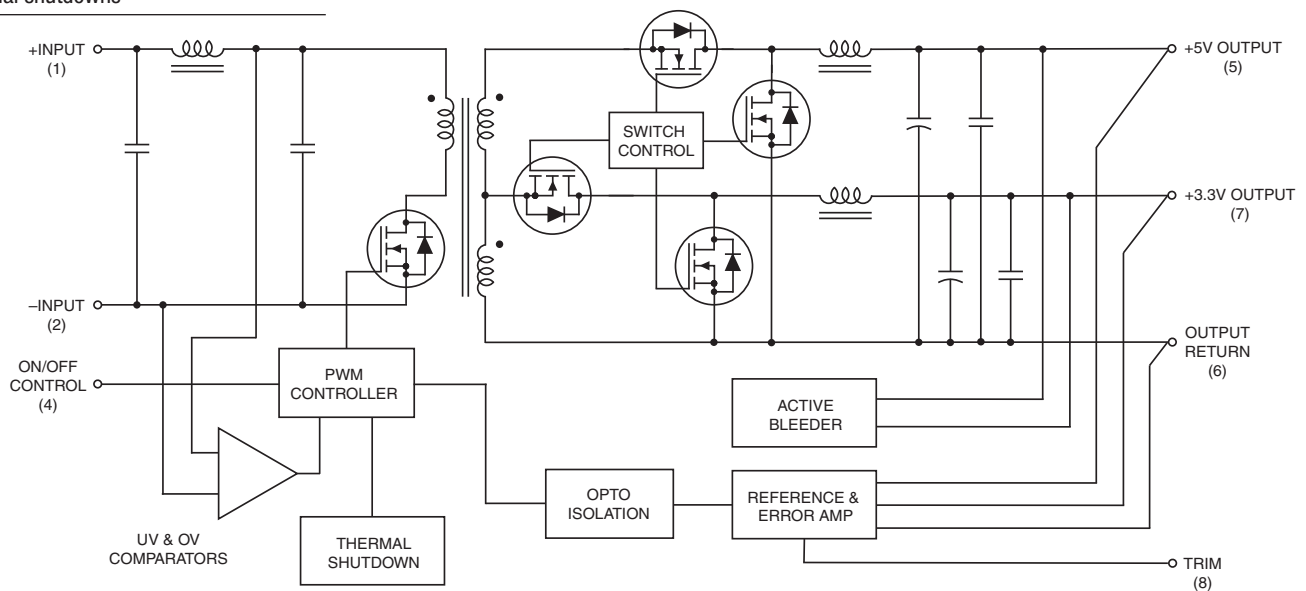 +INPUT
(1)
+5V OUTPUT
(5)
SWITCH
CONTROL
+3.3V OUTPUT
(7)
–INPUT
(2)
OUTPUT
RETURN
(6)
ON/OFF
CONTROL
(4)
PWM
CONTROLLER
ACTIVE
BLEEDER
OPTO
ISOLATION
REFERENCE &
ERROR AMP
UV & OV
COMPARATORS
THERMAL
SHUTDOWN
TRIM
(8)